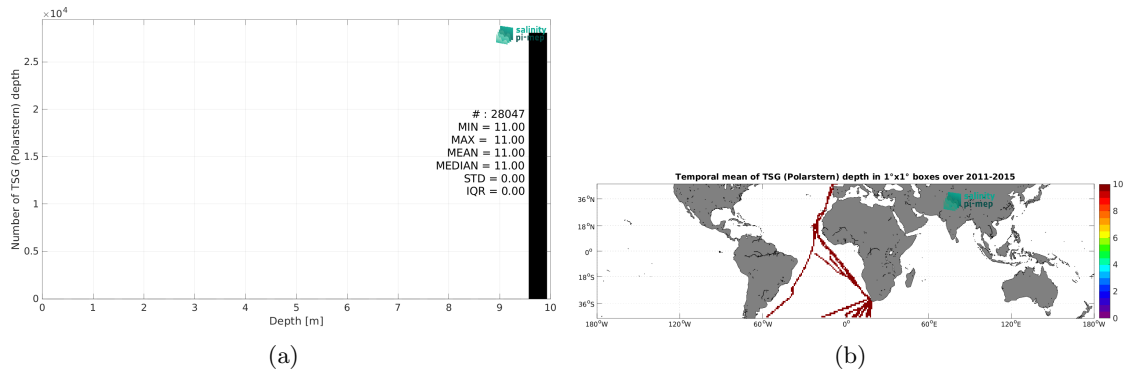 ×10⁴
2.5
2
1.5
1
0.5
0
Number of TSG (Polarstern) depth
salinity
pi-mep
# : 28047
MIN = 11.00
MAX = 11.00
MEAN = 11.00
MEDIAN = 11.00
STD = 0.00
IQR = 0.00
0 1 2 3 4 5 6 7 8 9 10
Depth [m]
(a)
Temporal mean of TSG (Polarstern) depth in 1°x1° boxes over 2011-2015
salinity
pi-mep
36°N
18°N
0°
18°S
36°S
180°W 120°W 60°W 0° 60°E 120°E 180°W
10
8
6
4
2
0
(b)